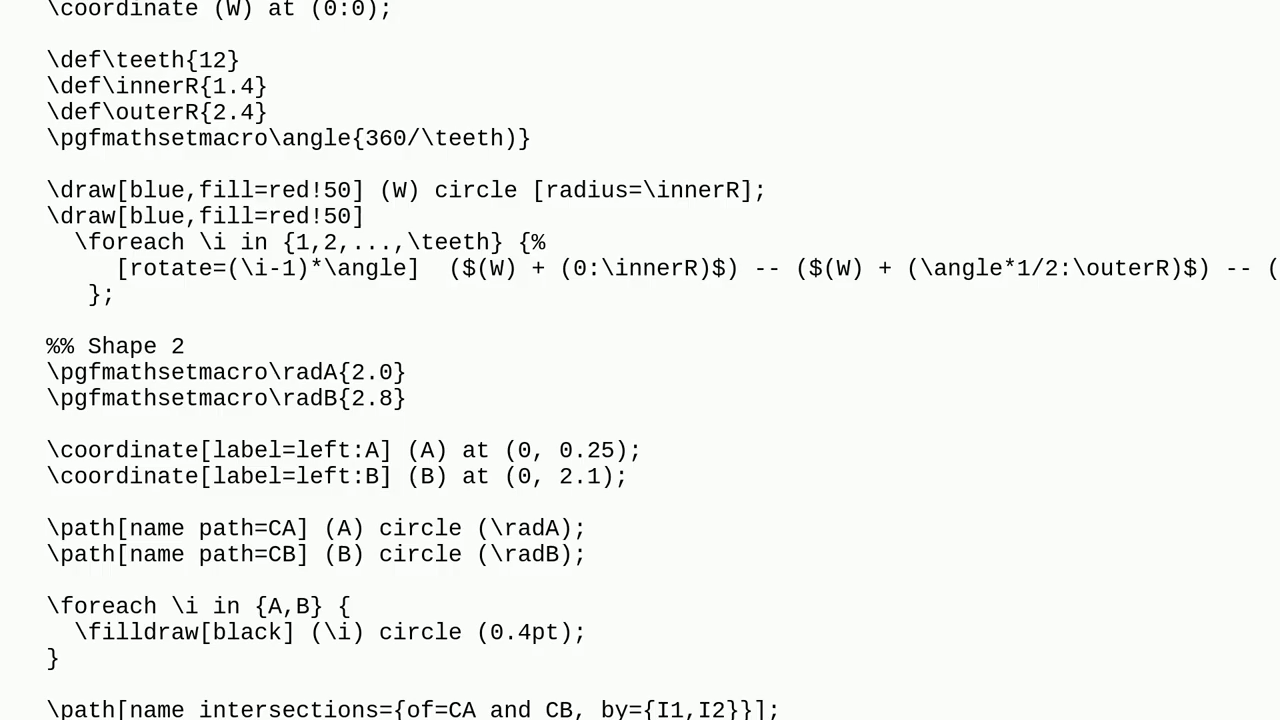 \coordinate (W) at (0:0);
\def\teeth{12}
\def\innerR{1.4}
\def\outerR{2.4}
\pgfmathsetmacro\angle{360/\teeth)}
\draw[blue,fill=red!50] (W) circle [radius=\innerR];
\draw[blue,fill=red!50]
  \foreach \i in {1,2,...,\teeth} {%
     [rotate=(\i-1)*\angle]  ($(W) + (0:\innerR)$) -- ($(W) + (\angle*1/2:\outerR)$) -- (
   };
%% Shape 2
\pgfmathsetmacro\radA{2.0}
\pgfmathsetmacro\radB{2.8}
\coordinate[label=left:A] (A) at (0, 0.25);
\coordinate[label=left:B] (B) at (0, 2.1);
\path[name path=CA] (A) circle (\radA);
\path[name path=CB] (B) circle (\radB);
\foreach \i in {A,B} {
  \filldraw[black] (\i) circle (0.4pt);
}
\path[name intersections={of=CA and CB, by={I1,I2}}];